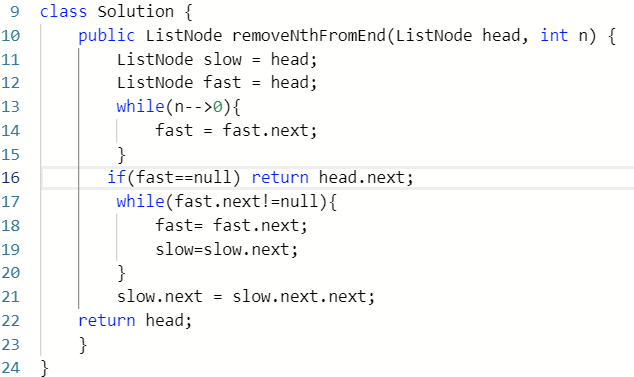 9 class Solution {
10 public ListNode removeNthFromEnd(ListNode head, int n) {
11 ListNode slow = head;
12 ListNode fast = head;
13 while(n-->0){
14 fast = fast.next;
15 }
16 if(fast==null) return head.next;
17 while(fast.next!=null){
18 fast= fast.next;
19 slow=slow.next;
20 }
21 slow.next = slow.next.next;
22 return head;
23 }
24 }